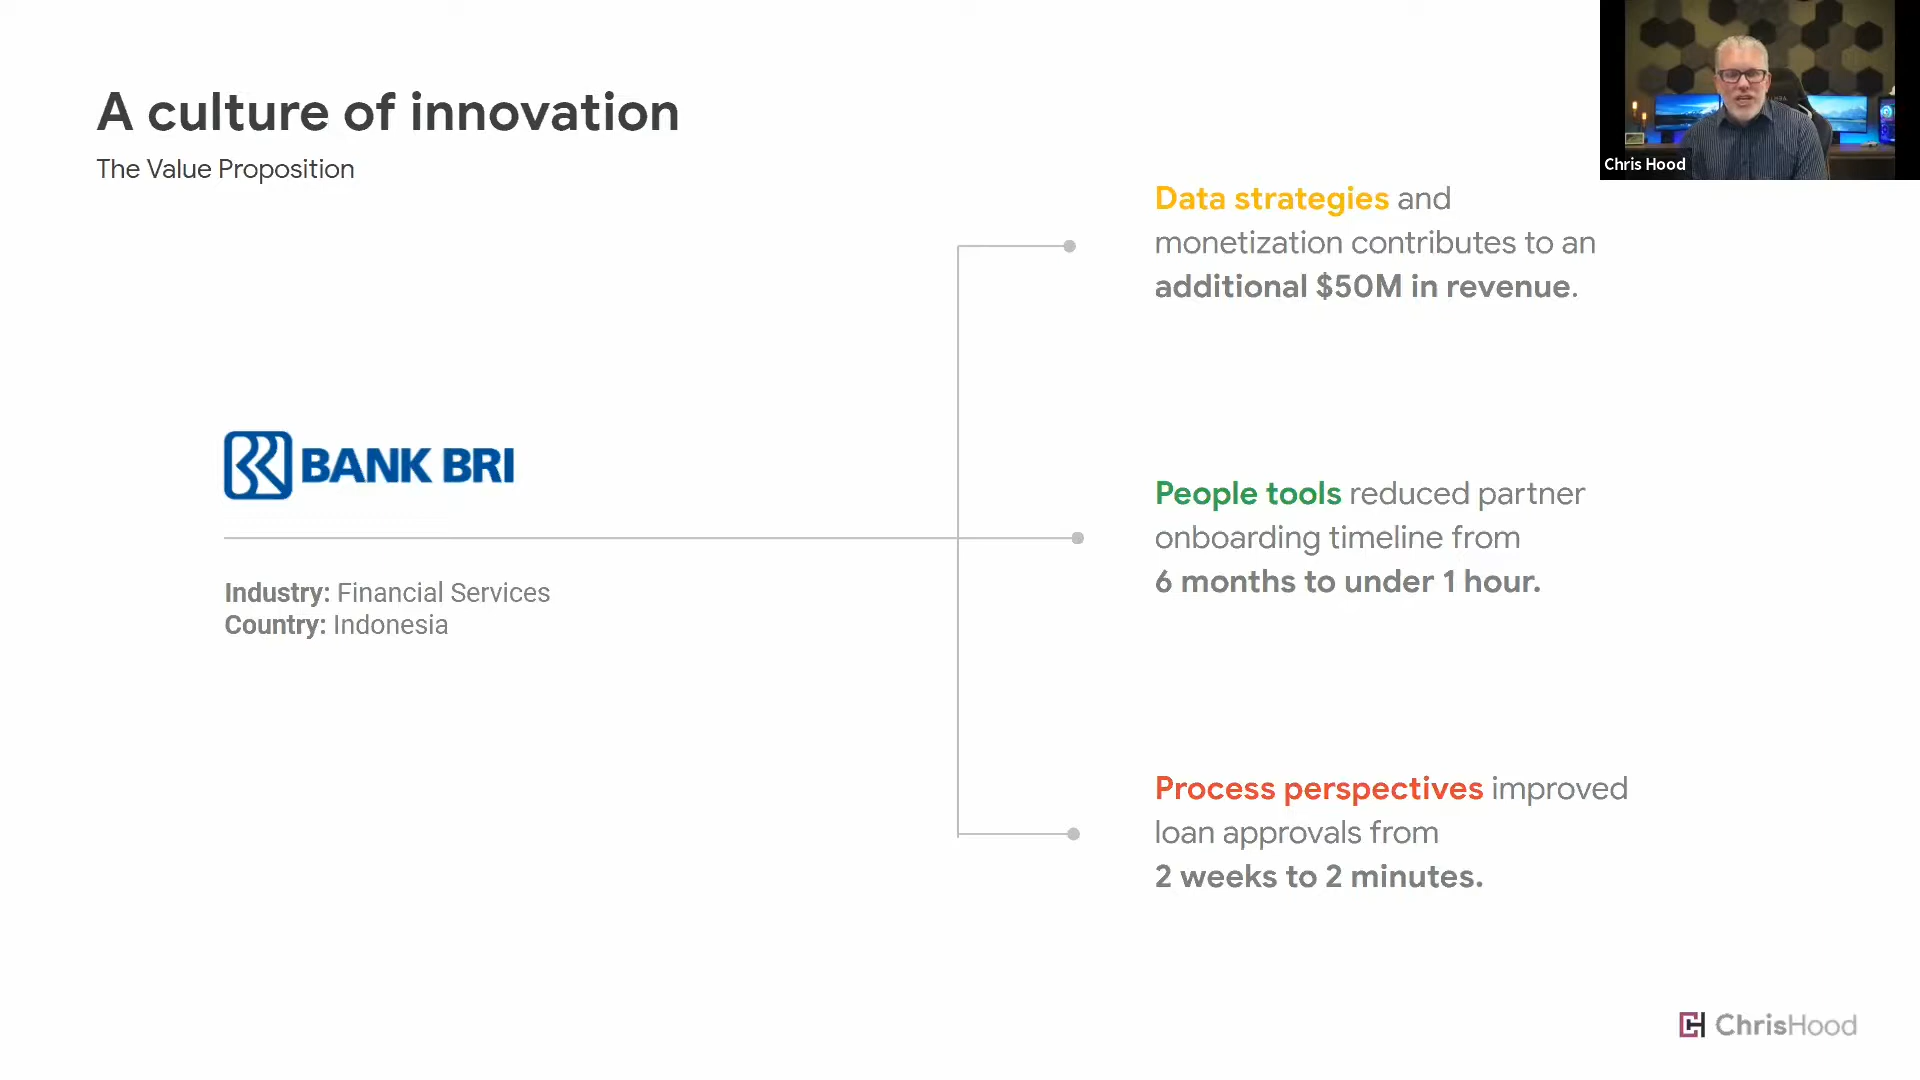 A culture of innovation
The Value Proposition
Chris Hood
Data strategies and
monetization contributes to an
additional $50M in revenue.
BANK BRI
People tools reduced partner
onboarding timeline from
6 months to under 1 hour.
Industry: Financial Services
Country: Indonesia
Process perspectives improved
loan approvals from
2 weeks to 2 minutes.
ChrisHood